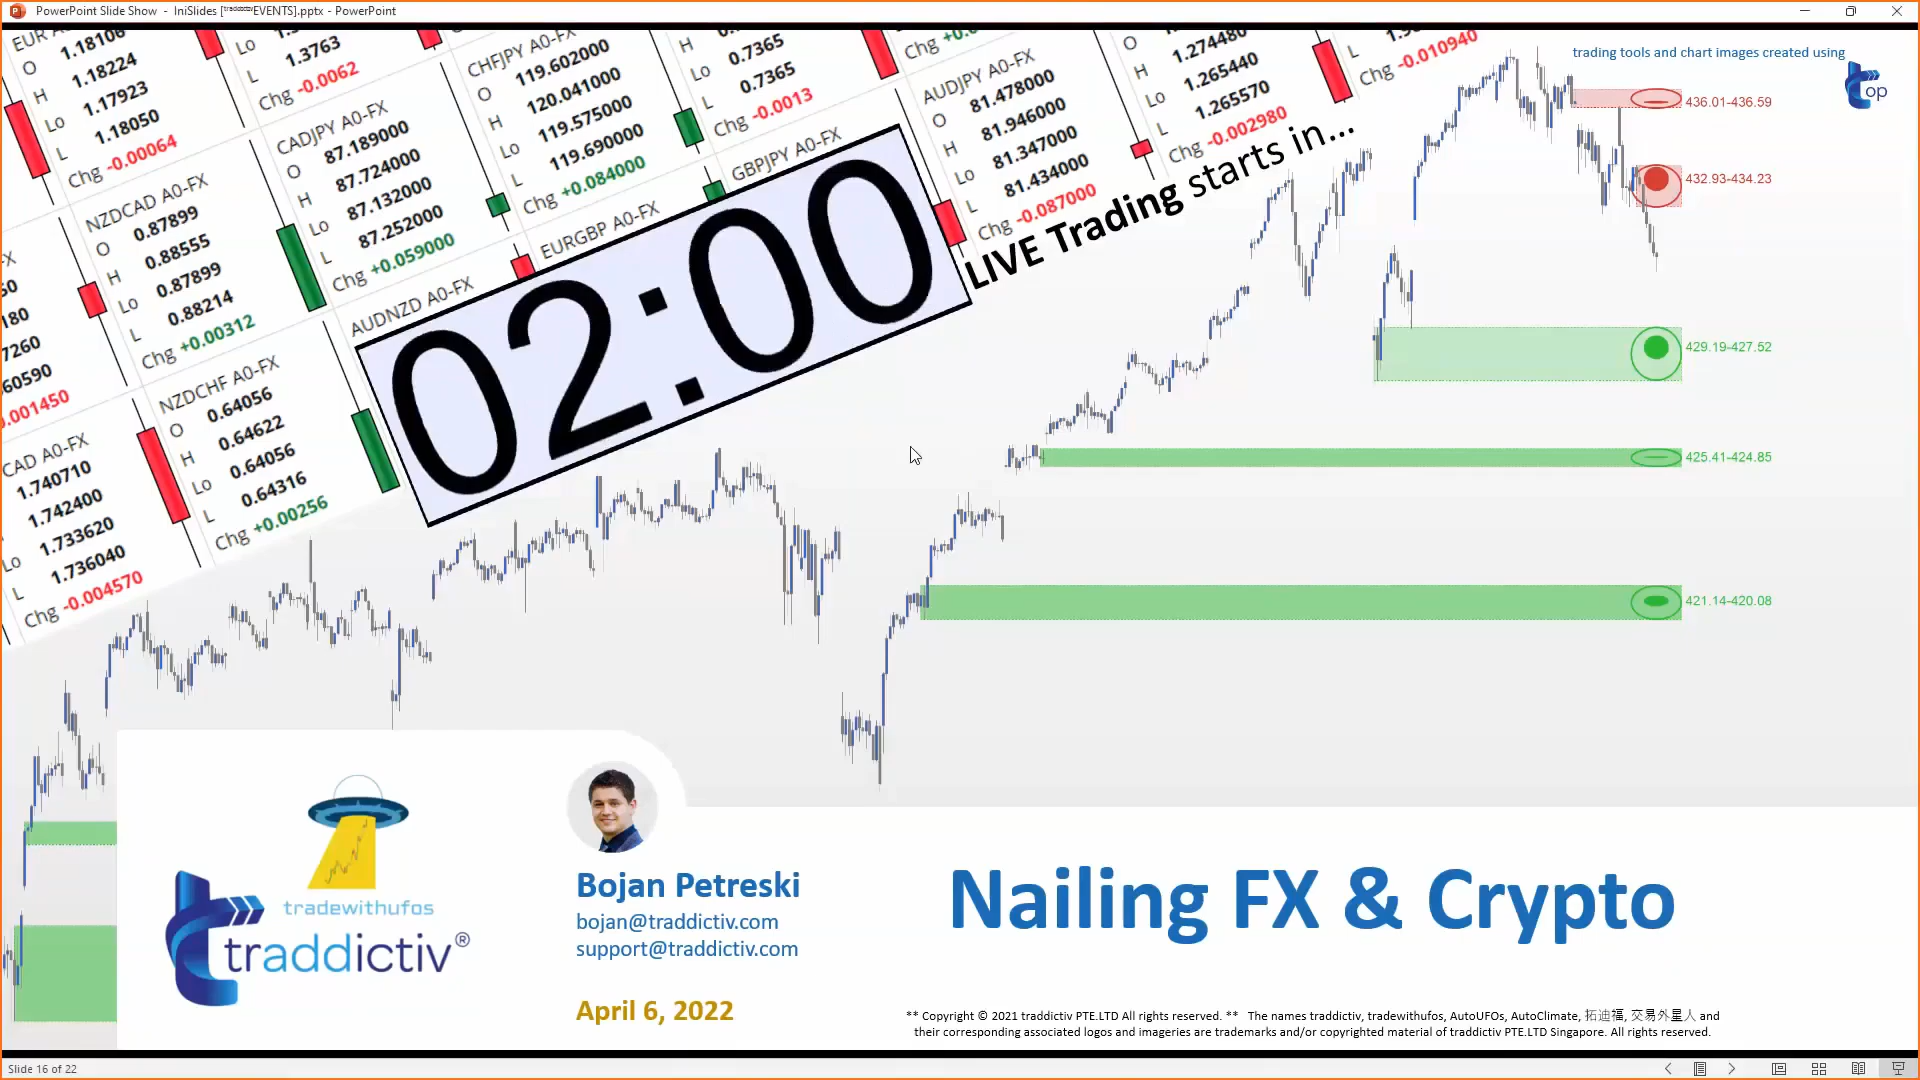 PowerPoint Slide Show - IniSlides [traddictivEVENTS].pptx - PowerPoint
trading tools and chart images created using
top
EUR A
O 1.18106
H 1.18224
Lo 1.17923
L 1.18050
Chg -0.00064
Lo
L 1.3763
Chg -0.0062
CHFJPY A0-FX
O 119.602000
H 120.041000
Lo 119.575000
L 119.690000
Chg +0.084000
H
Lo 0.7365
L 0.7365
Chg -0.0013
Chg
AUDJPY A0-FX
O 81.478000
H 81.946000
Lo 81.347000
L 81.434000
Chg -0.087000
O
H 1.274480
Lo 1.265440
L 1.265570
Chg -0.002980
L
Chg -0.010940
NZDCAD A0-FX
O 0.87899
H 0.88555
Lo 0.87899
L 0.88214
Chg +0.00312
CADJPY A0-FX
O 87.189000
H 87.724000
Lo 87.132000
L 87.252000
Chg +0.059000
EURGBP A0-FX
GBPJPY A0-FX
7260
60590
0.001450
NZDCHF A0-FX
O 0.64056
H 0.64622
Lo 0.64056
L 0.64316
Chg +0.00256
AUDNZD A0-FX
CAD A0-FX
1.740710
1.742400
Lo 1.733620
L 1.736040
Chg -0.004570
02:00
LIVE Trading starts in...
436.01-436.59
432.93-434.23
429.19-427.52
425.41-424.85
421.14-420.08
tradewithufos
traddictiv®
Bojan Petreski
bojan@traddictiv.com
support@traddictiv.com
April 6, 2022
Nailing FX & Crypto
** Copyright © 2021 traddictiv PTE.LTD All rights reserved. ** The names traddictiv, tradewithufos, AutoUFOs, AutoClimate, 拓迪福, 交易外星人 and
their corresponding associated logos and imageries are trademarks and/or copyrighted material of traddictiv PTE.LTD Singapore. All rights reserved.
Slide 16 of 22